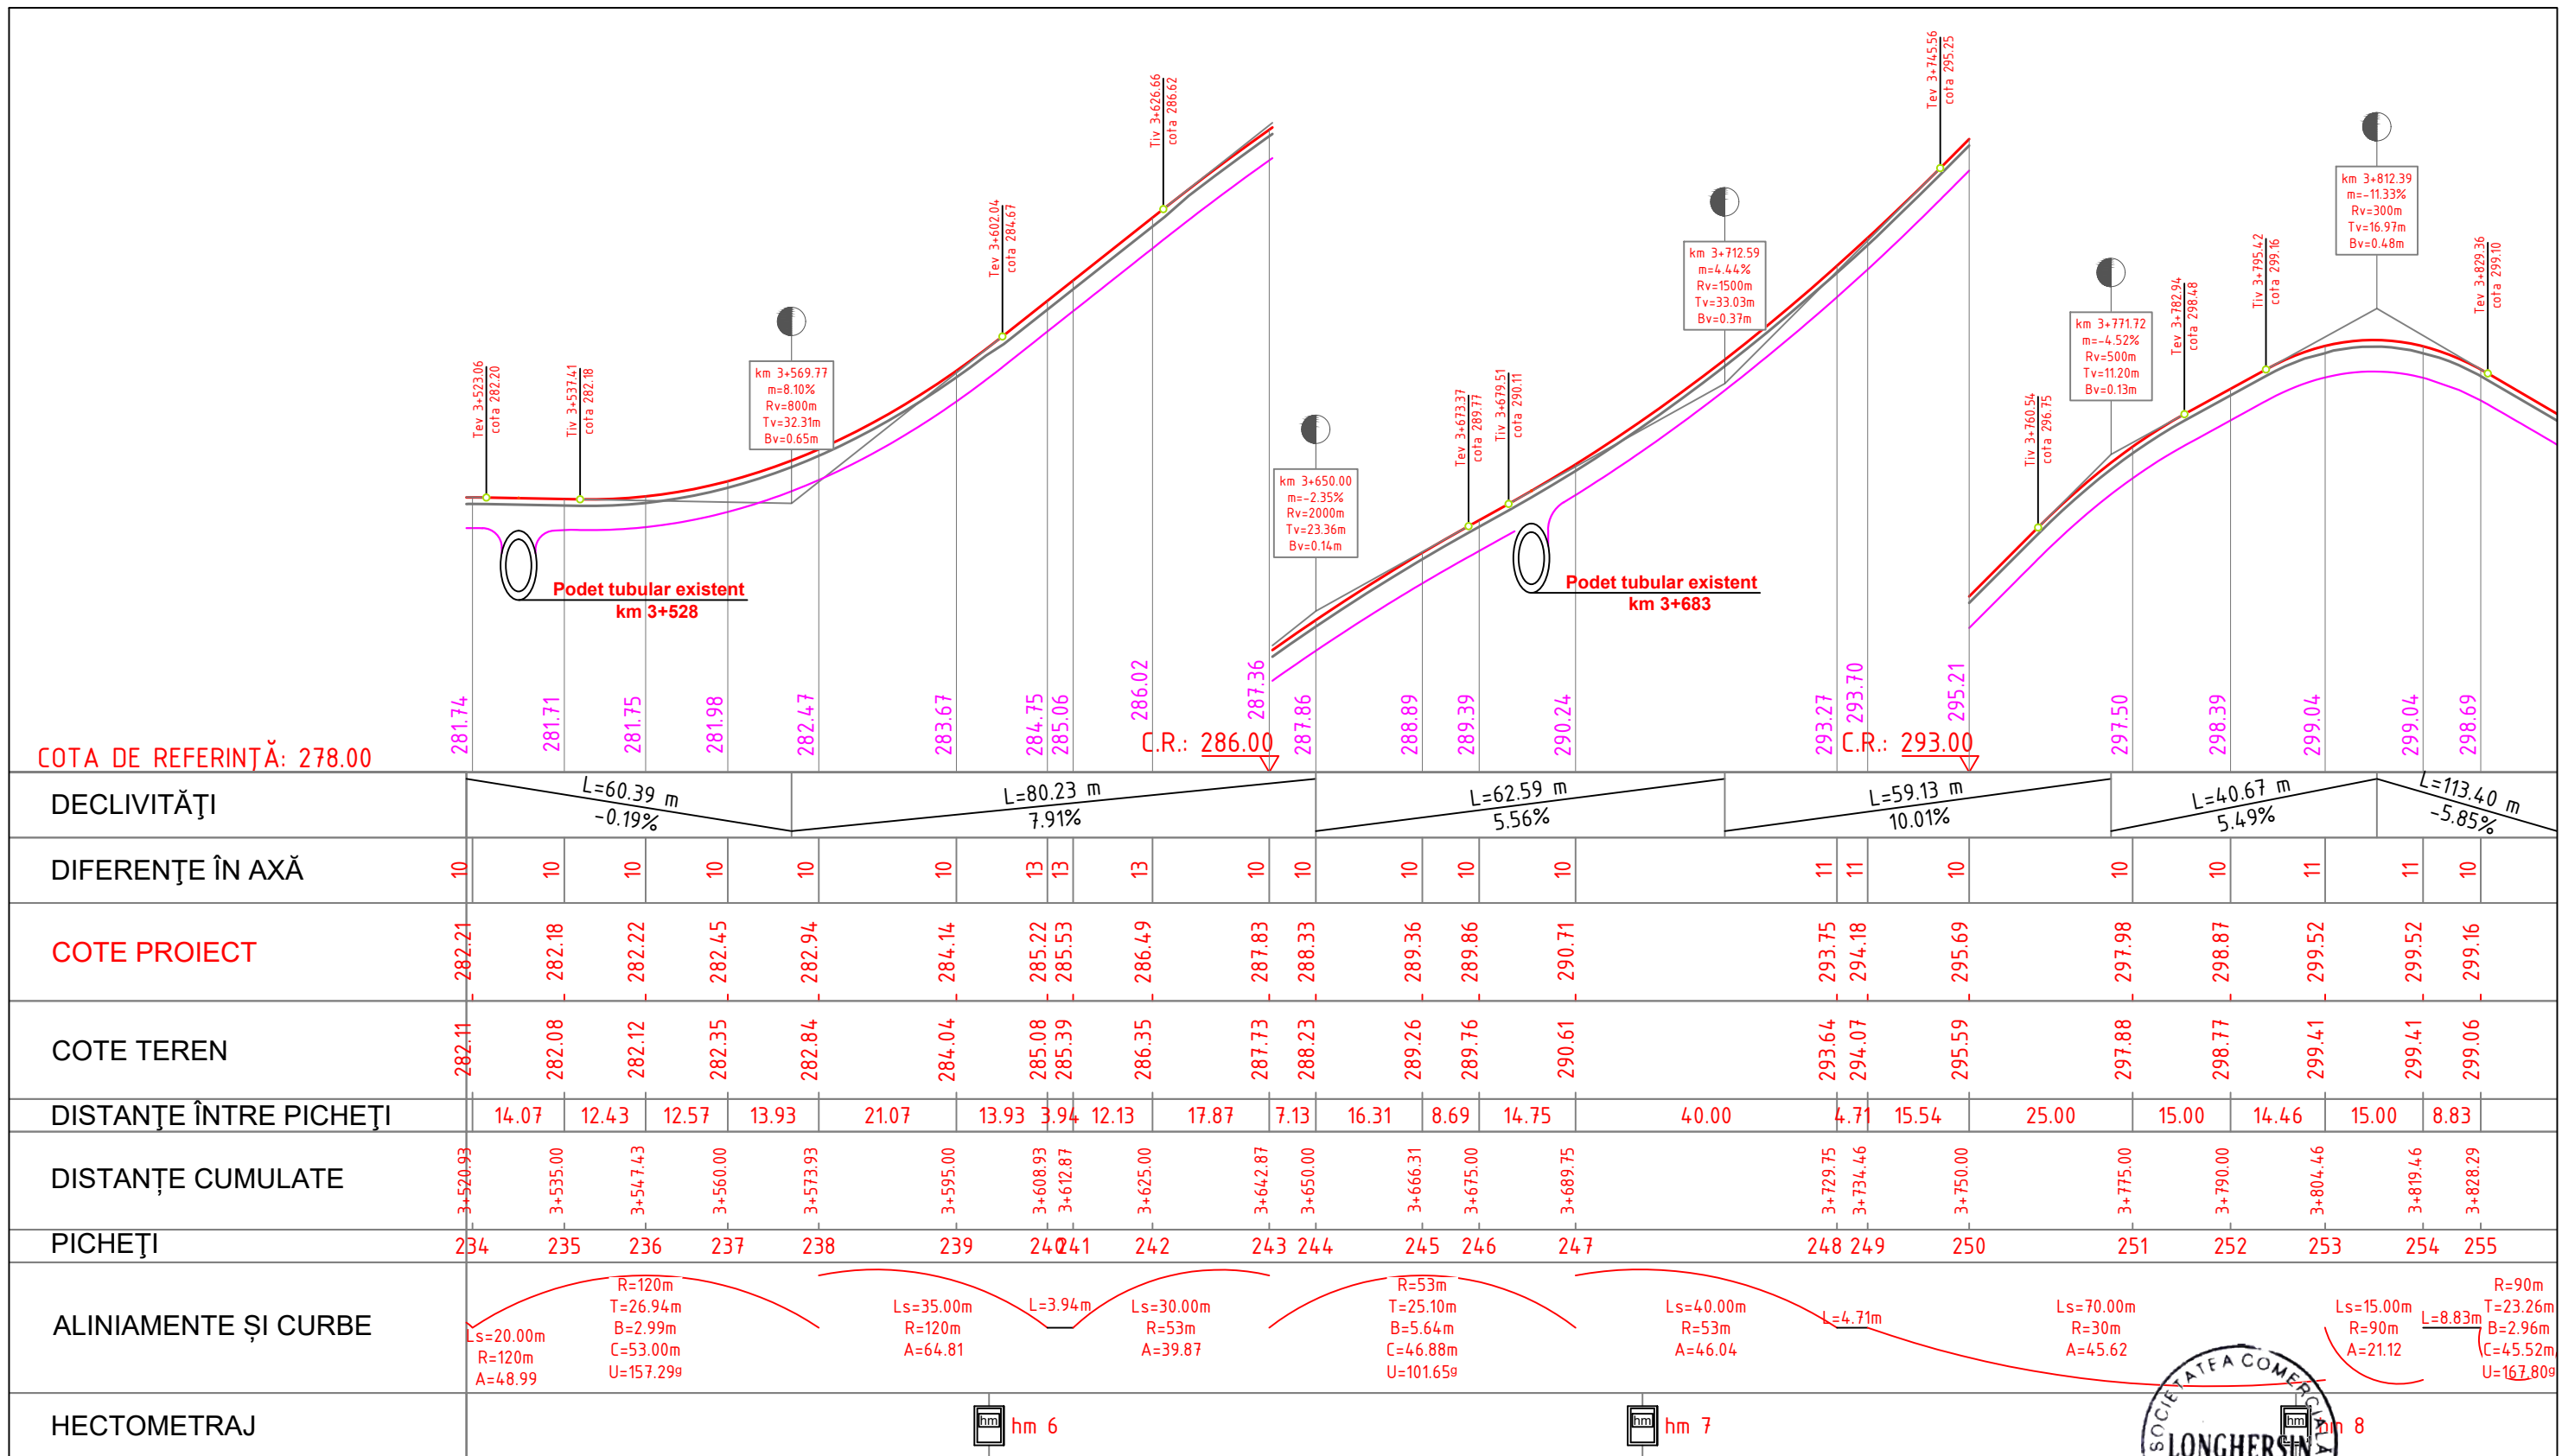 Tev 3+523.06
cota 282.20
Tiv 3+537.41
cota 282.18
km 3+569.77
m=8.10%
Rv=800m
Tv=32.31m
Bv=0.65m
Tev 3+602.04
cota 284.67
Tiv 3+626.66
cota 286.62
km 3+650.00
m=-2.35%
Rv=2000m
Tv=23.36m
Bv=0.14m
Tev 3+673.37
cota 289.77
Tiv 3+679.51
cota 290.11
km 3+712.59
m=4.44%
Rv=1500m
Tv=33.03m
Bv=0.37m
Tev 3+745.56
cota 295.25
Tiv 3+760.54
cota 296.75
km 3+771.72
m=-4.52%
Rv=500m
Tv=11.20m
Bv=0.13m
Tev 3+782.94
cota 298.48
Tiv 3+795.42
cota 299.16
km 3+812.39
m=-11.33%
Rv=300m
Tv=16.97m
Bv=0.48m
Tev 3+829.36
cota 299.10
Podet tubular existent
km 3+528
Podet tubular existent
km 3+683
281.74 281.71 281.75 281.98 282.47 283.67 284.75 285.06 286.02 287.36 287.86 288.89 289.39 290.24 293.27 293.70 295.21 297.50 298.39 299.04 299.04 298.69
COTA DE REFERINŢĂ: 278.00
C.R.: 286.00
C.R.: 293.00
DECLIVITĂŢI
L=60.39 m
-0.19%
L=80.23 m
7.91%
L=62.59 m
5.56%
L=59.13 m
10.01%
L=40.67 m
5.49%
L=113.40 m
-5.85%
DIFERENŢE ÎN AXĂ
10 10 10 10 10 10 13 13 13 10 10 10 10 10 11 11 10 10 10 11 11 10
COTE PROIECT
282.21 282.18 282.22 282.45 282.94 284.14 285.22 285.53 286.49 287.83 288.33 289.36 289.86 290.71 293.75 294.18 295.69 297.98 298.87 299.52 299.52 299.16
COTE TEREN
282.11 282.08 282.12 282.35 282.84 284.04 285.08 285.39 286.35 287.73 288.23 289.26 289.76 290.61 293.64 294.07 295.59 297.88 298.77 299.41 299.41 299.06
DISTANŢE ÎNTRE PICHEŢI
14.07 12.43 12.57 13.93 21.07 13.93 3.94 12.13 17.87 7.13 16.31 8.69 14.75 40.00 4.71 15.54 25.00 15.00 14.46 15.00 8.83
DISTANȚE CUMULATE
3+520.93 3+535.00 3+547.43 3+560.00 3+573.93 3+595.00 3+608.93 3+612.87 3+625.00 3+642.87 3+650.00 3+666.31 3+675.00 3+689.75 3+729.75 3+734.46 3+750.00 3+775.00 3+790.00 3+804.46 3+819.46 3+828.29
PICHEŢI
234 235 236 237 238 239 240 241 242 243 244 245 246 247 248 249 250 251 252 253 254 255
ALINIAMENTE ȘI CURBE
Ls=20.00m
R=120m
A=48.99
R=120m
T=26.94m
B=2.99m
C=53.00m
U=157.29g
Ls=35.00m
R=120m
A=64.81
L=3.94m
Ls=30.00m
R=53m
A=39.87
R=53m
T=25.10m
B=5.64m
C=46.88m
U=101.65g
Ls=40.00m
R=53m
A=46.04
L=4.71m
Ls=70.00m
R=30m
A=45.62
Ls=15.00m
R=90m
A=21.12
L=8.83m
R=90m
T=23.26m
B=2.96m
C=45.52m
U=167.80g
HECTOMETRAJ
hm
hm 6
hm
hm 7
hm
hm 8
SOCIETATEA COMERCIALĂ
LONGHERSIN